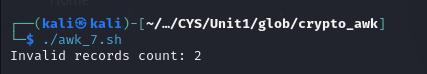 ┌──(kali㉿kali)-[~/…/CYS/Unit1/glob/crypto_awk]
└─$ ./awk_7.sh
Invalid records count: 2